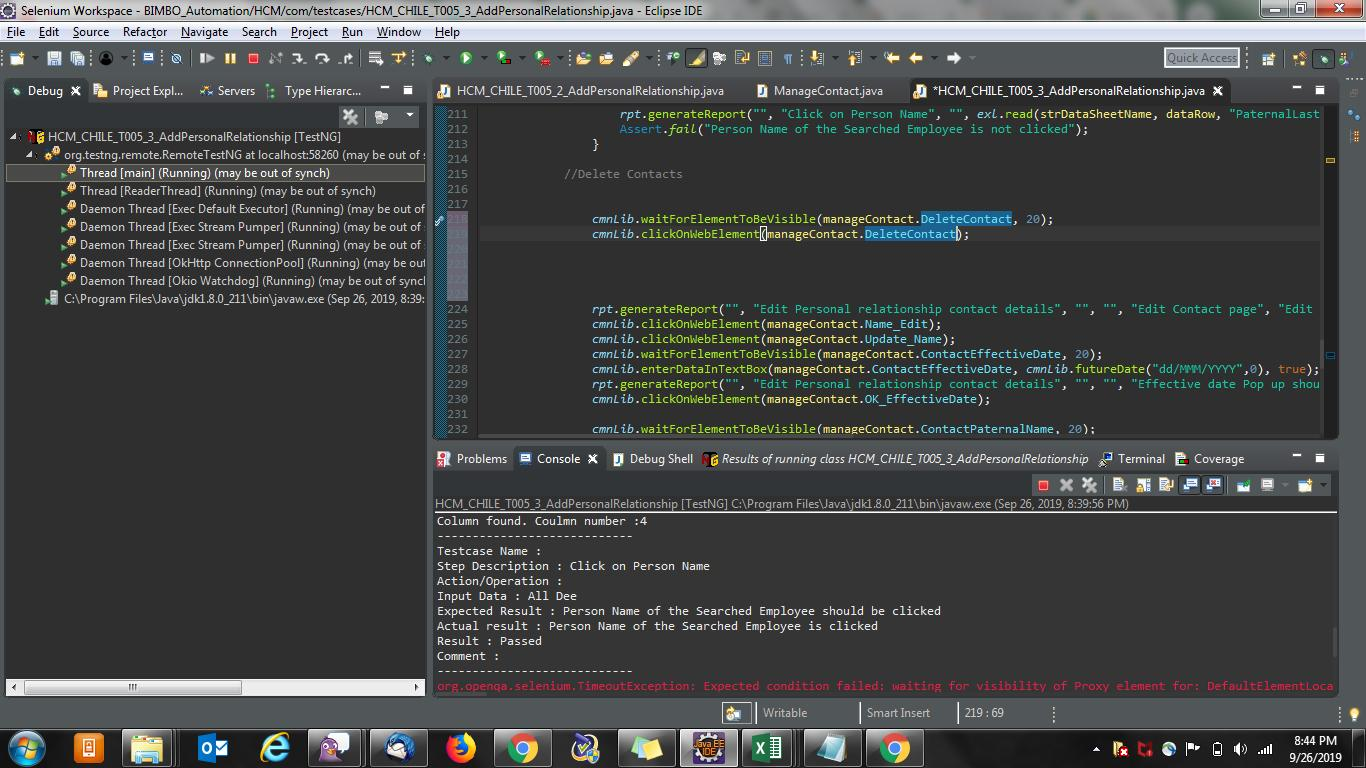 Selenium Workspace - BIMBO_Automation/HCM/com/testcases/HCM_CHILE_T005_3_AddPersonalRelationship.java - Eclipse IDE
File Edit Source Refactor Navigate Search Project Run Window Help
Quick Access
Debug Project Expl... Servers Type Hierarc...
HCM_CHILE_T005_3_AddPersonalRelationship [TestNG]
org.testng.remote.RemoteTestNG at localhost:58260 (may be out of s
Thread [main] (Running) (may be out of synch)
Thread [ReaderThread] (Running) (may be out of synch)
Daemon Thread [Exec Default Executor] (Running) (may be out
Daemon Thread [Exec Stream Pumper] (Running) (may be out o
Daemon Thread [Exec Stream Pumper] (Running) (may be out o
Daemon Thread [OkHttp ConnectionPool] (Running) (may be out
Daemon Thread [Okio Watchdog] (Running) (may be out of synch
C:\Program Files\Java\jdk1.8.0_211\bin\javaw.exe (Sep 26, 2019, 8:39:
HCM_CHILE_T005_2_AddPersonalRelationship.java ManageContact.java *HCM_CHILE_T005_3_AddPersonalRelationship.java
211 rpt.generateReport("", "Click on Person Name", "", exl.read(strDataSheetName, dataRow, "PaternalLast
212 Assert.fail("Person Name of the Searched Employee is not clicked");
213 }
214
215 //Delete Contacts
216
217
218 cmnLib.waitForElementToBeVisible(manageContact.DeleteContact, 20);
219 cmnLib.clickOnWebElement(manageContact.DeleteContact);
220
221
222
223
224 rpt.generateReport("", "Edit Personal relationship contact details", "", "", "Edit Contact page", "Edit
225 cmnLib.clickOnWebElement(manageContact.Name_Edit);
226 cmnLib.clickOnWebElement(manageContact.Update_Name);
227 cmnLib.waitForElementToBeVisible(manageContact.ContactEffectiveDate, 20);
228 cmnLib.enterDataInTextBox(manageContact.ContactEffectiveDate, cmnLib.futureDate("dd/MMM/YYYY",0), true);
229 rpt.generateReport("", "Edit Personal relationship contact details", "", "", "Effective date Pop up shou
230 cmnLib.clickOnWebElement(manageContact.OK_EffectiveDate);
231
232 cmnLib.waitForElementToBeVisible(manageContact.ContactPaternalName, 20);
Problems Console Debug Shell Results of running class HCM_CHILE_T005_3_AddPersonalRelationship Terminal Coverage
HCM_CHILE_T005_3_AddPersonalRelationship [TestNG] C:\Program Files\Java\jdk1.8.0_211\bin\javaw.exe (Sep 26, 2019, 8:39:56 PM)
Column found. Coulmn number :4
----------------------------
Testcase Name :
Step Description : Click on Person Name
Action/Operation :
Input Data : All Dee
Expected Result : Person Name of the Searched Employee should be clicked
Actual result : Person Name of the Searched Employee is clicked
Result : Passed
Comment :
----------------------------
org.openqa.selenium.TimeoutException: Expected condition failed: waiting for visibility of Proxy element for: DefaultElementLoca
Writable Smart Insert 219 : 69
Java EE
IDE
8:44 PM
9/26/2019